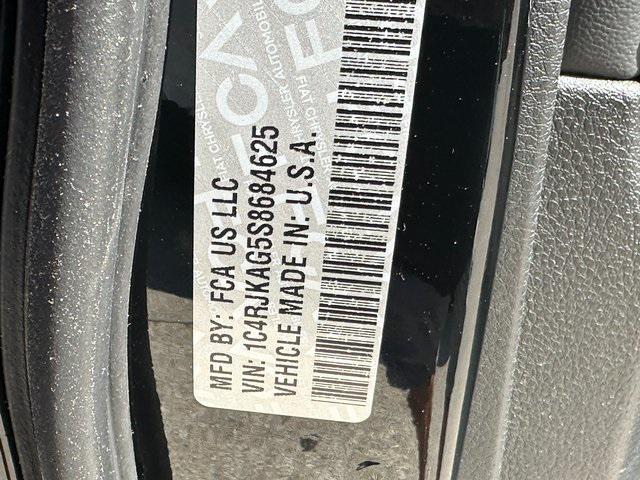 MFD BY: FCA US LLC
VIN: 1C4RJKAG5S8684625
VEHICLE MADE IN: U.S.A.